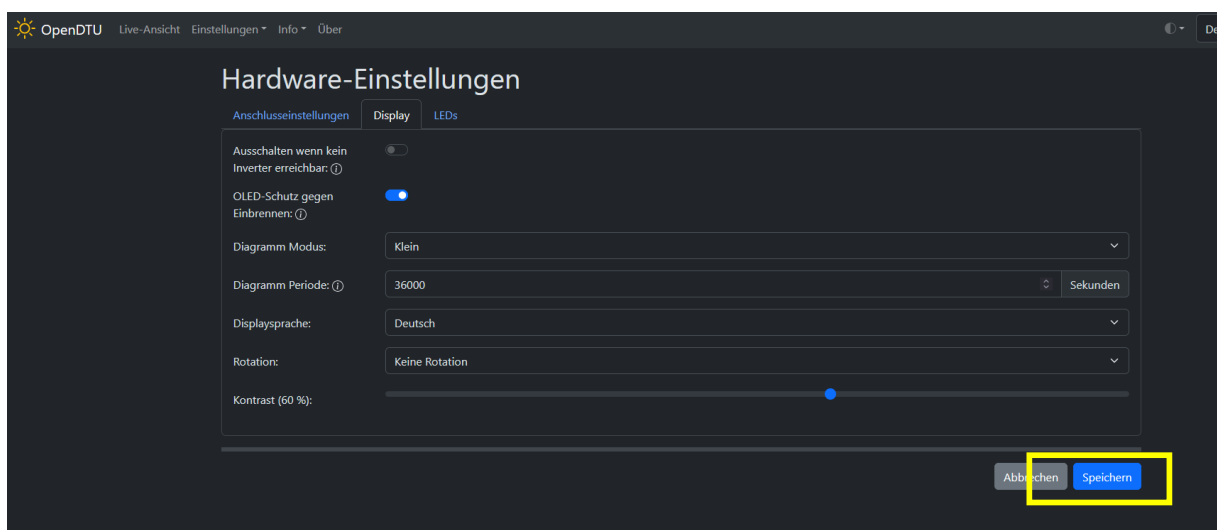 OpenDTU Live-Ansicht Einstellungen Info Über De
Hardware-Einstellungen
Anschlusseinstellungen Display LEDs
Ausschalten wenn kein
Inverter erreichbar:
OLED-Schutz gegen
Einbrennen:
Diagramm Modus: Klein
Diagramm Periode: 36000 Sekunden
Displaysprache: Deutsch
Rotation: Keine Rotation
Kontrast (60 %):
Abbrechen Speichern